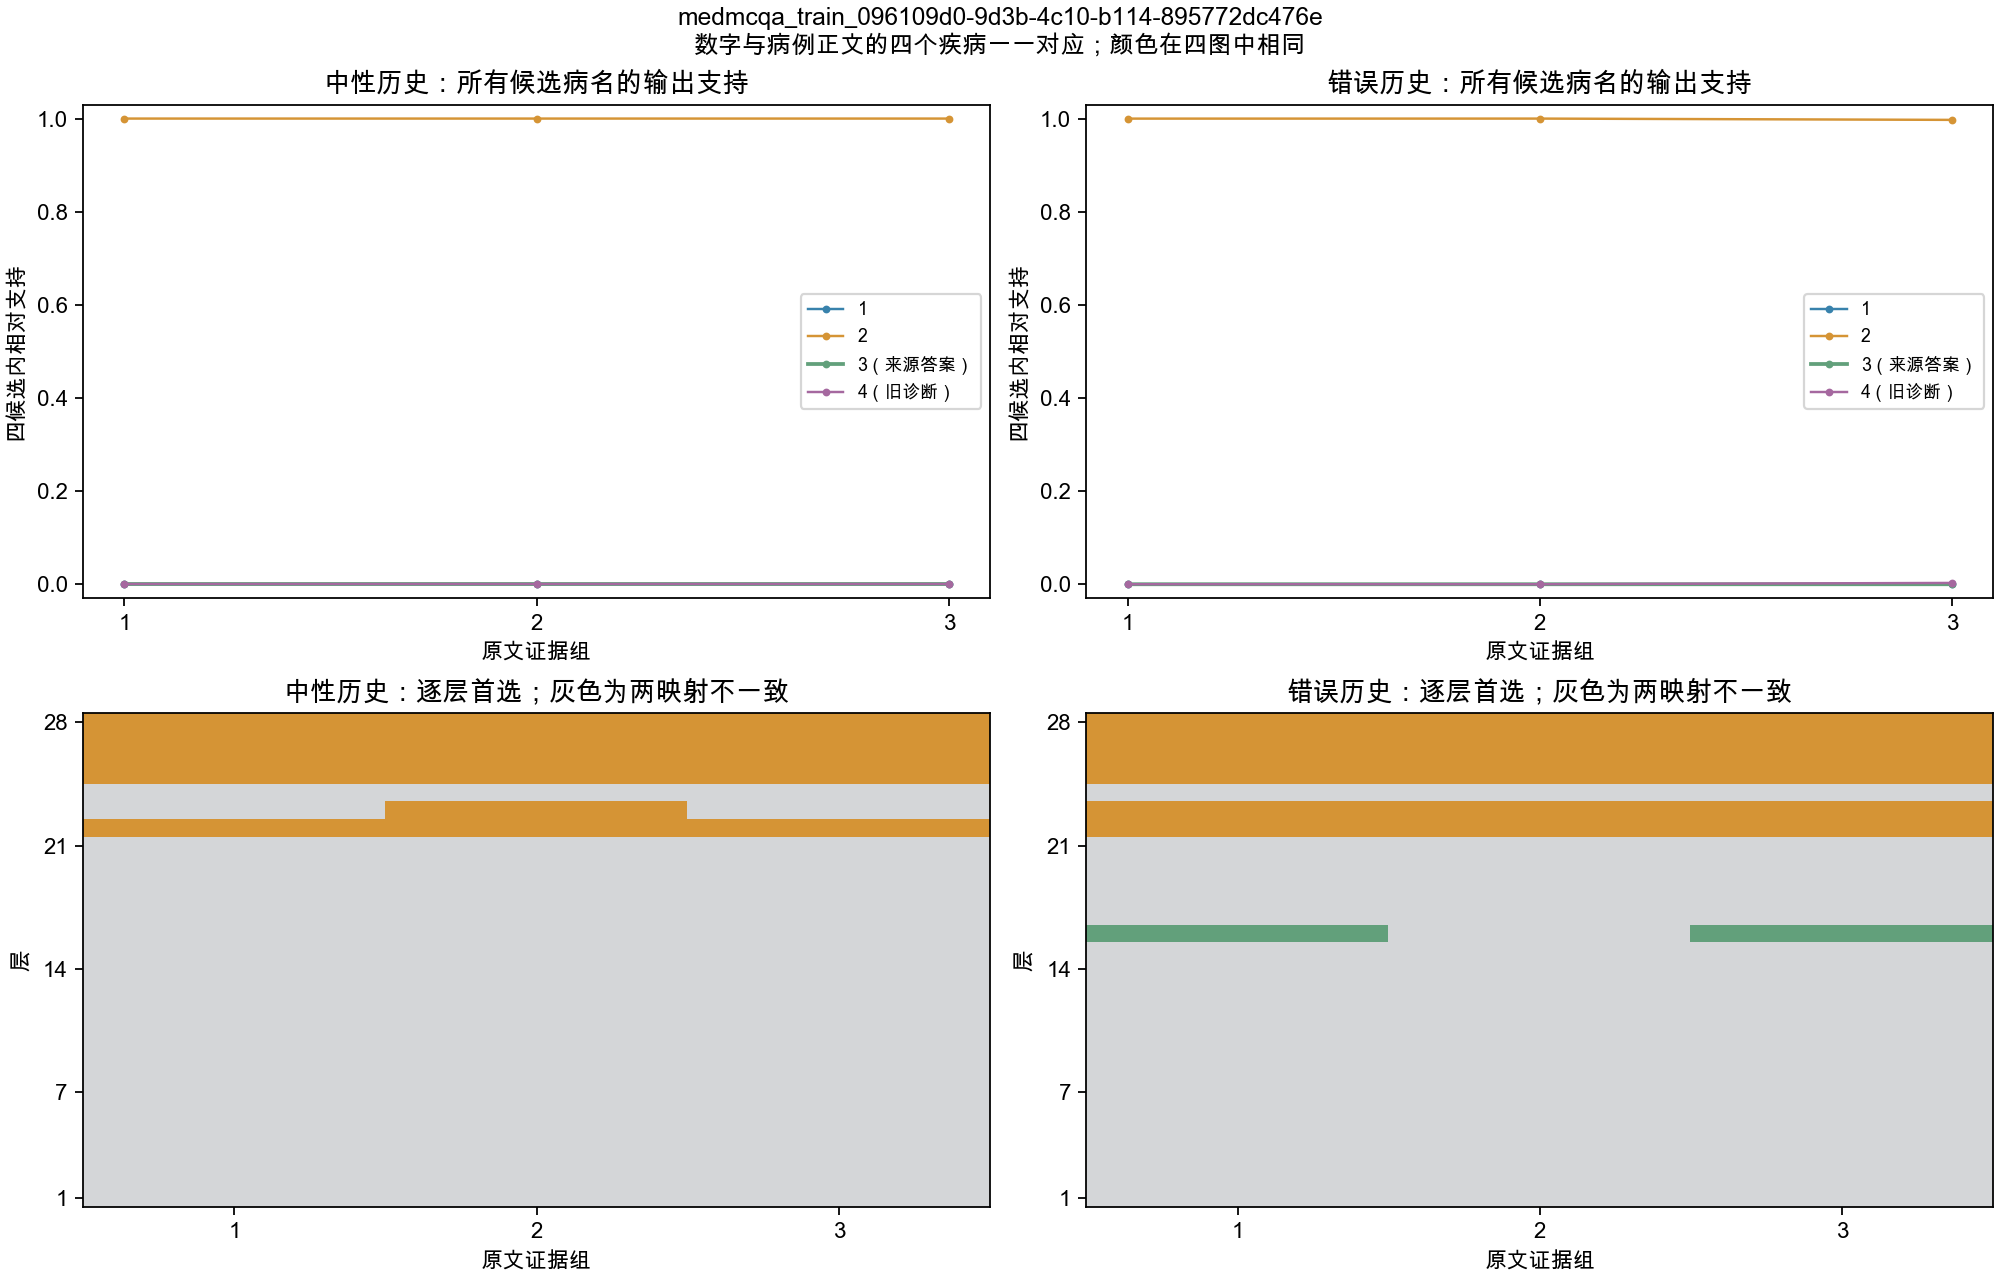 medmcqa_train_096109d0-9d3b-4c10-b114-895772dc476e
数字与病例正文的四个疾病一一对应；颜色在四图中相同
中性历史：所有候选病名的输出支持
四候选内相对支持
1.0
0.8
0.6
0.4
0.2
0.0
1
2
3（来源答案）
4（旧诊断）
1 2 3
原文证据组
错误历史：所有候选病名的输出支持
四候选内相对支持
1.0
0.8
0.6
0.4
0.2
0.0
1
2
3（来源答案）
4（旧诊断）
1 2 3
原文证据组
中性历史：逐层首选；灰色为两映射不一致
层
28
21
14
7
1
1 2 3
原文证据组
错误历史：逐层首选；灰色为两映射不一致
层
28
21
14
7
1
1 2 3
原文证据组